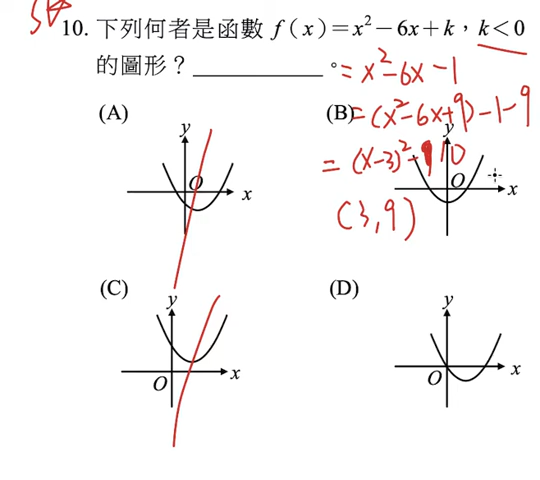 10. 下列何者是函數 f(x)=x²−6x+k，k<0
的圖形？__________。
= x²-6x-1
= (x²-6x+9)-1-9
= (x-3)²-10
(3,9)
(A)
y
O
x
(B)
y
O
x
(C)
y
O
x
(D)
y
O
x